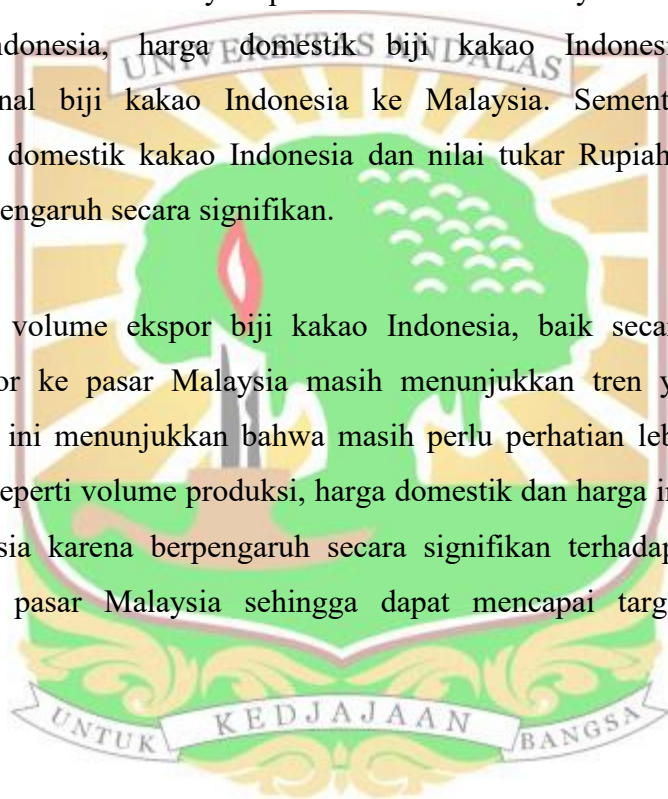 ndonesia, harga domestik biji kakao Indonesi
UNIVERSITAS ANDALAS
nal biji kakao Indonesia ke Malaysia. Sement
domestik kakao Indonesia dan nilai tukar Rupiah
engaruh secara signifikan.
volume ekspor biji kakao Indonesia, baik seca
or ke pasar Malaysia masih menunjukkan tren y
ini menunjukkan bahwa masih perlu perhatian leb
seperti volume produksi, harga domestik dan harga in
sia karena berpengaruh secara signifikan terhadap
pasar Malaysia sehingga dapat mencapai targ
UNTUK KEDJAJAAN BANGSA